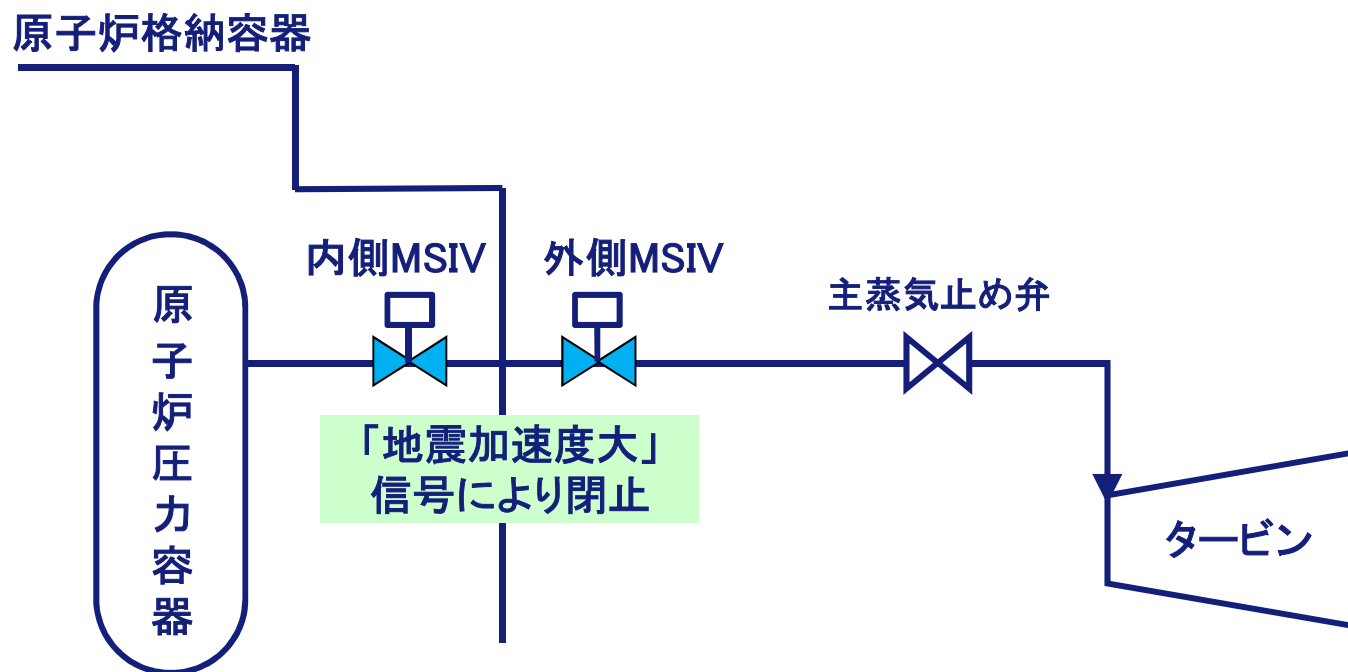 原子炉格納容器
内側MSIV
外側MSIV
主蒸気止め弁
原子炉圧力容器
「地震加速度大」
信号により閉止
タービン